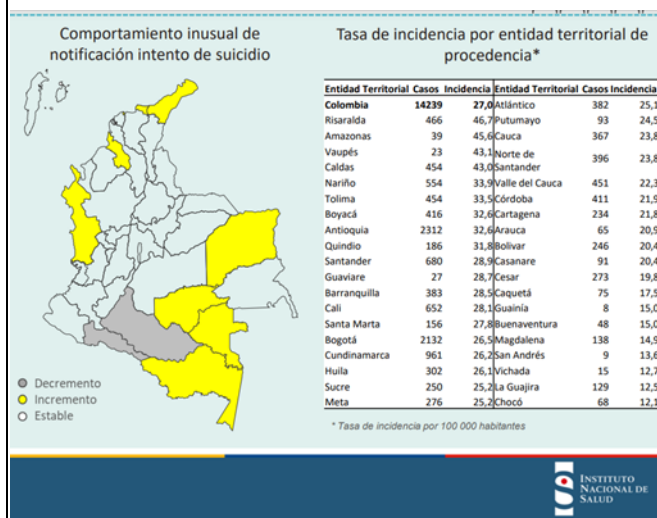 Comportamiento inusual de
notificación intento de suicidio
Decremento
Incremento
Estable
Tasa de incidencia por entidad territorial de
procedencia*
Entidad Territorial Casos Incidencia Entidad Territorial Casos Incidencia
Colombia 14239 27,0 Atlántico 382 25,1
Risaralda 466 46,7 Putumayo 93 24,5
Amazonas 39 45,6 Cauca 367 23,8
Vaupés 23 43,1 Norte de Santander 396 23,8
Caldas 454 43,0
Nariño 554 33,9 Valle del Cauca 451 22,3
Tolima 454 33,5 Córdoba 411 21,9
Boyacá 416 32,6 Cartagena 234 21,8
Antioquia 2312 32,6 Arauca 65 20,9
Quindio 186 31,8 Bolivar 246 20,4
Santander 680 28,9 Casanare 91 20,4
Guaviare 27 28,7 Cesar 273 19,8
Barranquilla 383 28,5 Caquetá 75 17,5
Cali 652 28,1 Guainía 8 15,0
Santa Marta 156 27,8 Buenaventura 48 15,0
Bogotá 2132 26,5 Magdalena 138 14,9
Cundinamarca 961 26,2 San Andrés 9 13,6
Huila 302 26,1 Vichada 15 12,7
Sucre 250 25,2 La Guajira 129 12,5
Meta 276 25,2 Chocó 68 12,1
* Tasa de incidencia por 100 000 habitantes
INSTITUTO
NACIONAL DE
SALUD